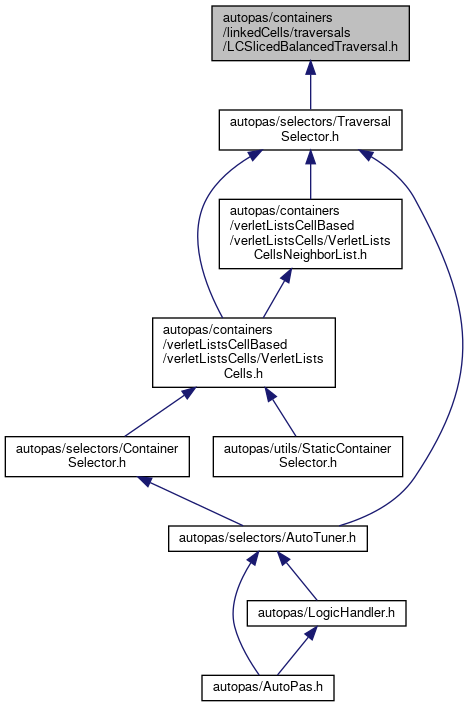 autopas/containers
/linkedCells/traversals
/LCSlicedBalancedTraversal.h
autopas/selectors/Traversal
Selector.h
autopas/containers
/verletListsCellBased
/verletListsCells/VerletLists
CellsNeighborList.h
autopas/containers
/verletListsCellBased
/verletListsCells/VerletLists
Cells.h
autopas/selectors/Container
Selector.h
autopas/utils/StaticContainer
Selector.h
autopas/selectors/AutoTuner.h
autopas/LogicHandler.h
autopas/AutoPas.h